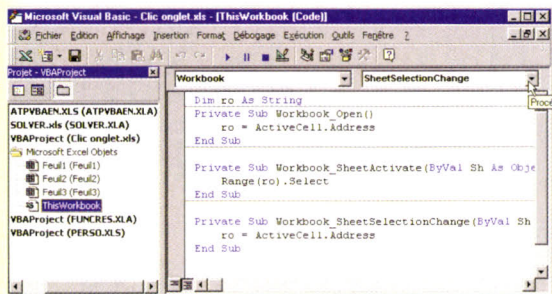 Microsoft Visual Basic - Clic onglet.xls - [ThisWorkbook (Code)]
Fichier Edition Affichage Insertion Format Débogage Exécution Outils Fenêtre ?
Projet - VBAProject
Workbook
SheetSelectionChange
Procé
ATPVBAEN.XLS (ATPVBAEN.XLA)
SOLVER.xls (SOLVER.XLA)
VBAProject (Clic onglet.xls)
Microsoft Excel Objets
Feuil1 (Feuil1)
Feuil2 (Feuil2)
Feuil3 (Feuil3)
ThisWorkbook
VBAProject (FUNCRES.XLA)
VBAProject (PERSO.XLS)
Dim ro As String
Private Sub Workbook_Open()
ro = ActiveCell.Address
End Sub
Private Sub Workbook_SheetActivate(ByVal Sh As Obje
Range(ro).Select
End Sub
Private Sub Workbook_SheetSelectionChange(ByVal Sh
ro = ActiveCell.Address
End Sub